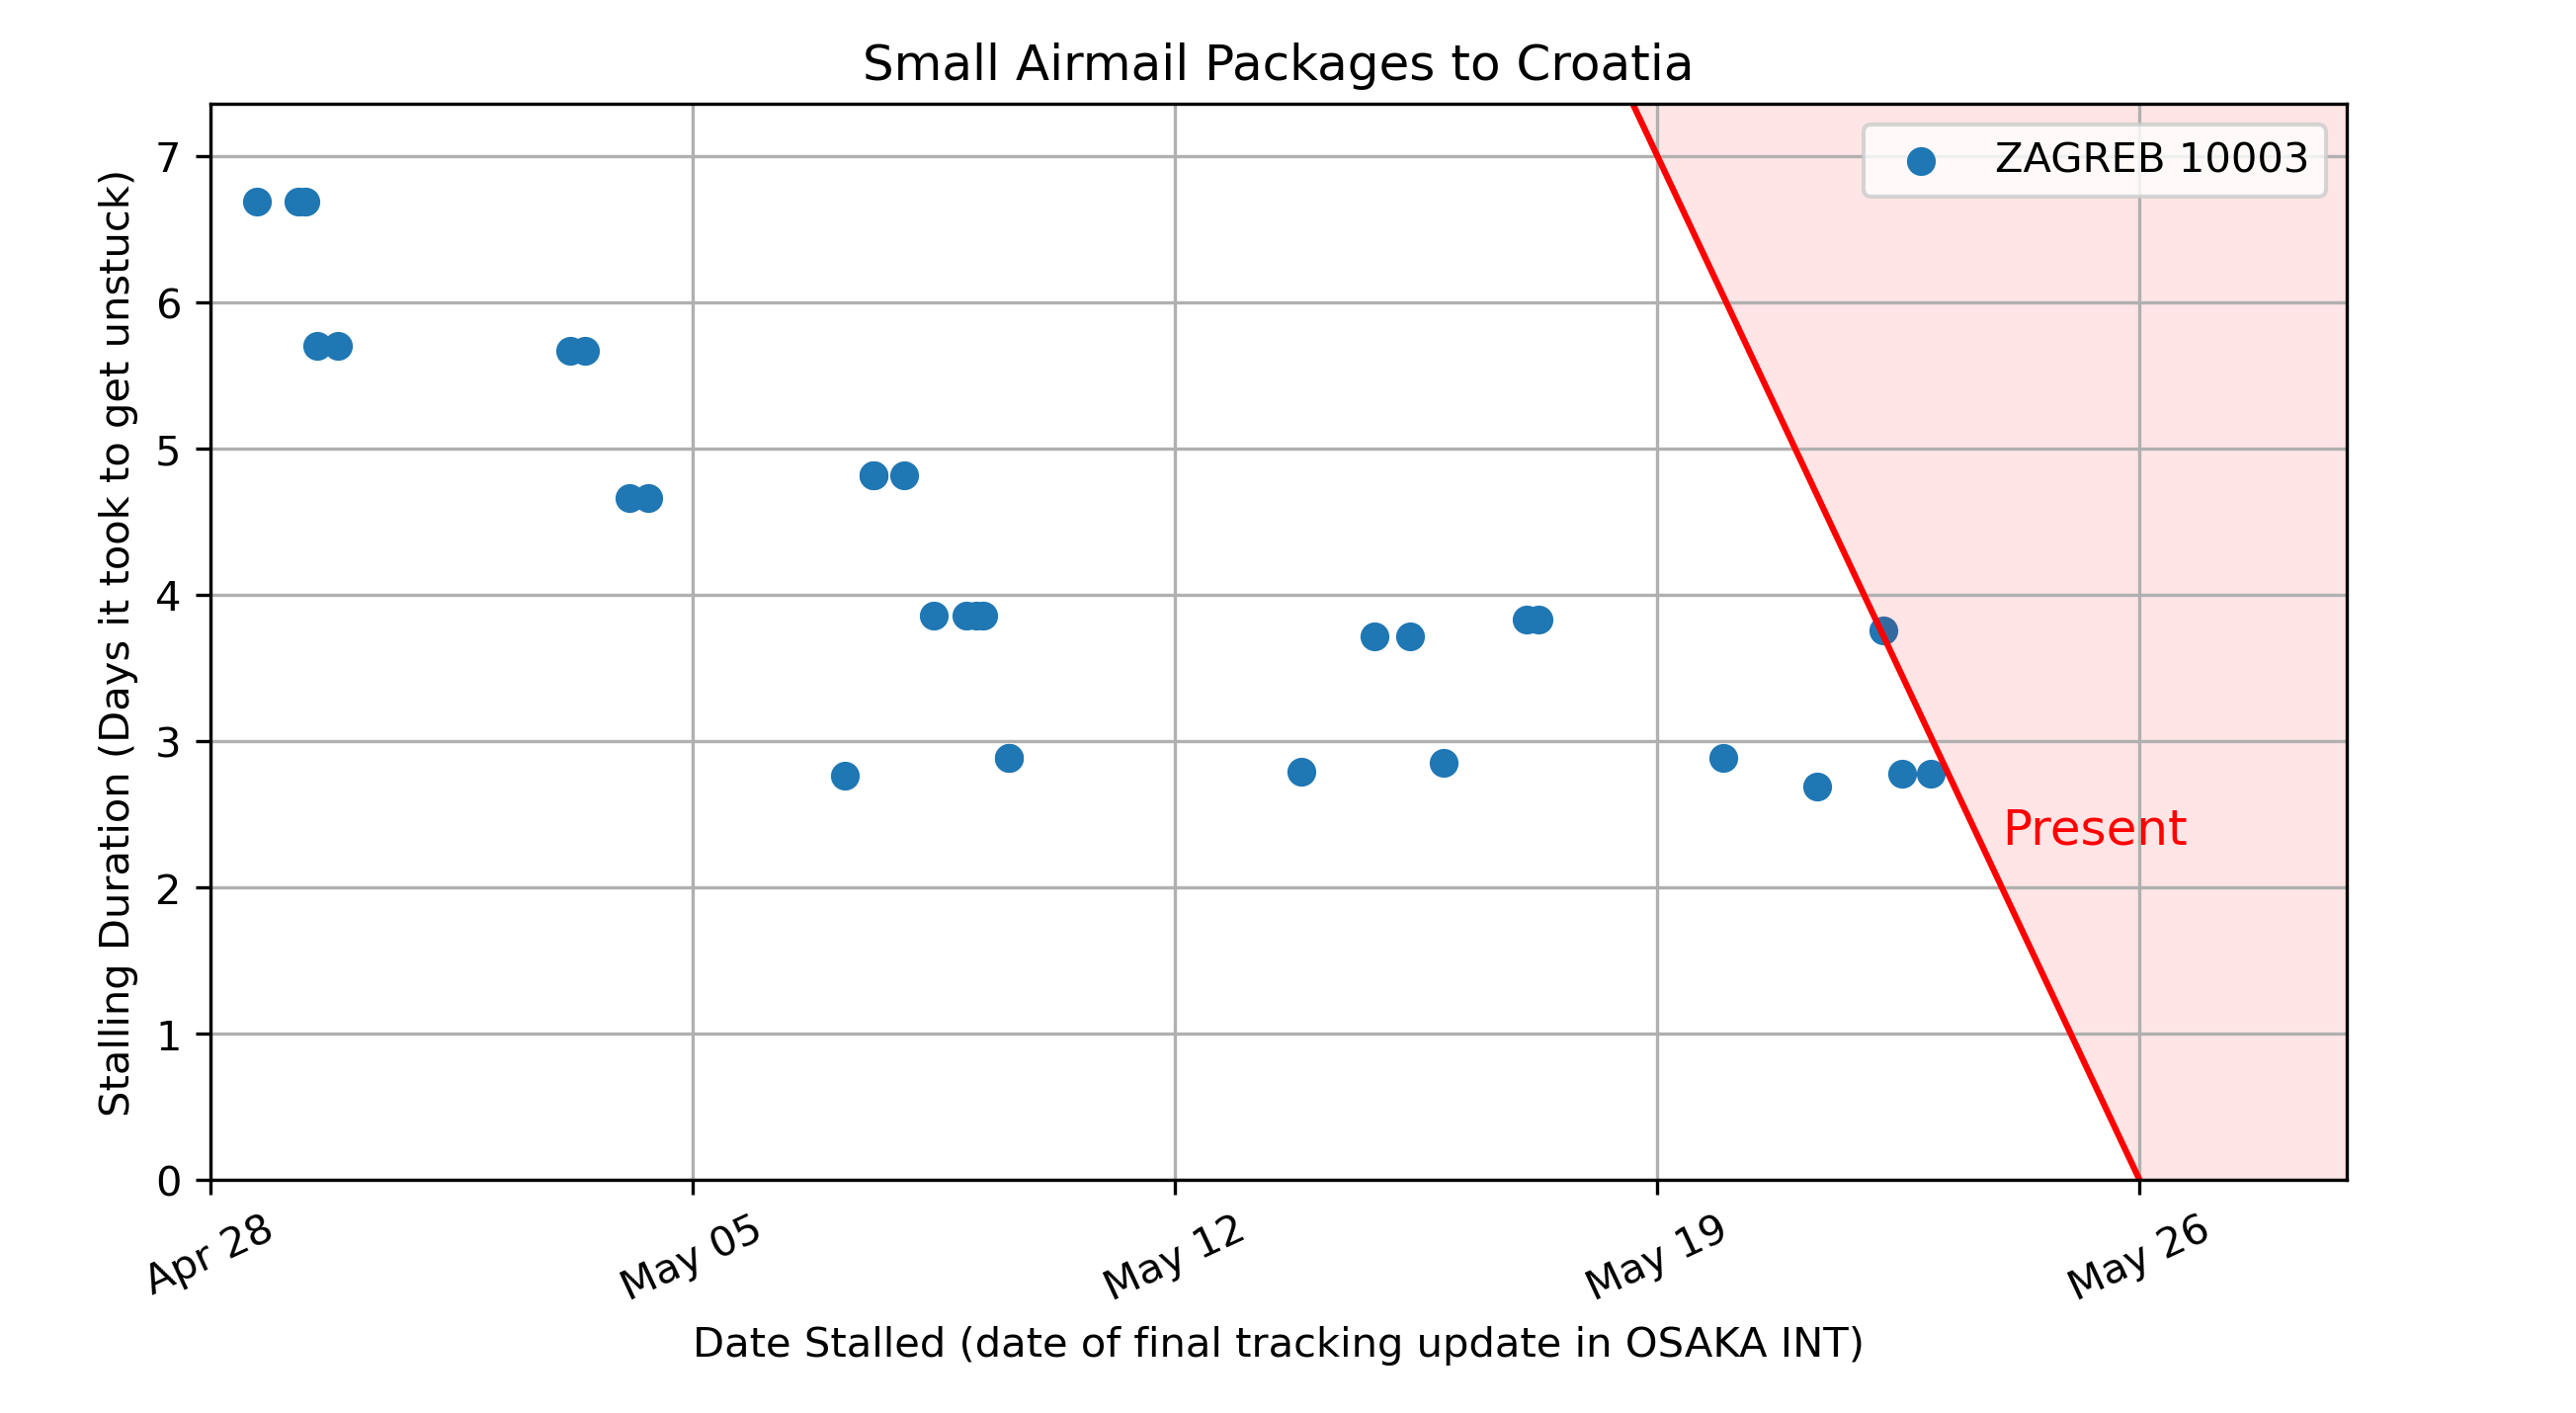 Small Airmail Packages to Croatia
ZAGREB 10003
Stalling Duration (Days it took to get unstuck)
7
6
5
4
3
2
1
0
Present
Apr 28
May 05
May 12
May 19
May 26
Date Stalled (date of final tracking update in OSAKA INT)